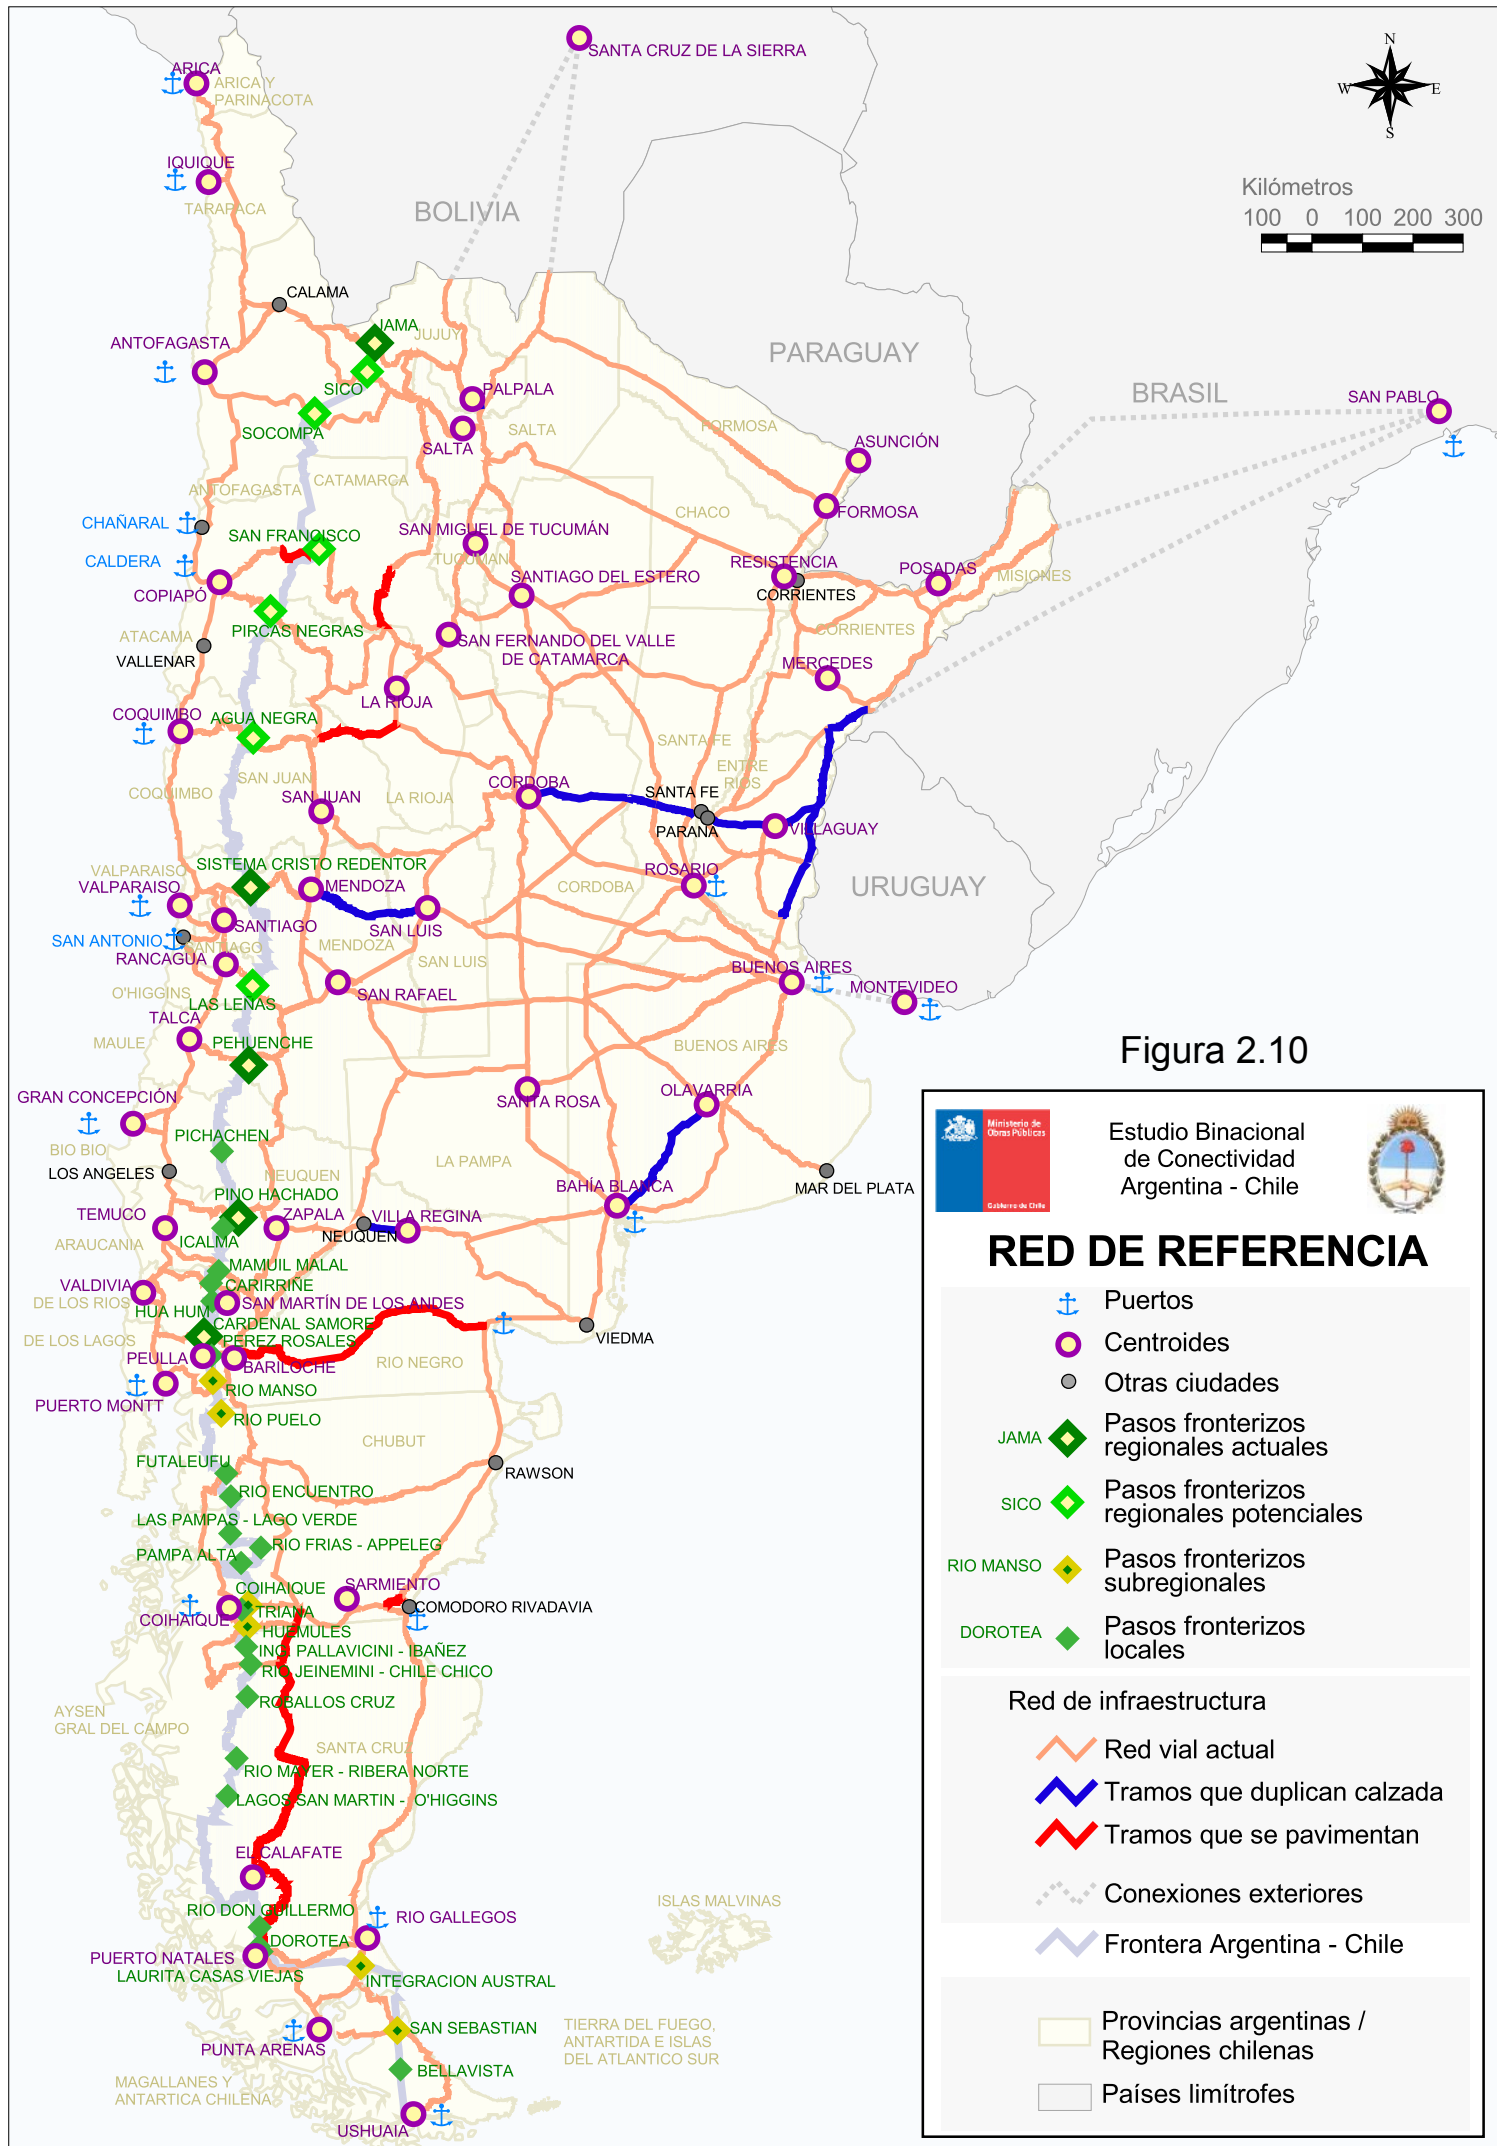 SANTA CRUZ DE LA SIERRA
N
W
E
S
ARICA
ARICA Y
PARINACOTA
IQUIQUE
TARAPACA
BOLIVIA
Kilómetros
100 0 100 200 300
CALAMA
JAMA
JUJUY
ANTOFAGASTA
PARAGUAY
BRASIL
SAN PABLO
SICO
PALPALA
SOCOMPA
SALTA
SALTA
FORMOSA
ASUNCIÓN
ANTOFAGASTA
CATAMARCA
CHACO
FORMOSA
CHAÑARAL
SAN FRANCISCO
SAN MIGUEL DE TUCUMÁN
CALDERA
TUCUMAN
RESISTENCIA
POSADAS
MISIONES
COPIAPÓ
SANTIAGO DEL ESTERO
CORRIENTES
PIRCAS NEGRAS
ATACAMA
VALLENAR
SAN FERNANDO DEL VALLE
DE CATAMARCA
CORRIENTES
MERCEDES
LA RIOJA
COQUIMBO
AGUA NEGRA
SANTA FE
ENTRE
RIOS
SAN JUAN
COQUIMBO
SAN JUAN
LA RIOJA
CORDOBA
SANTA FE
PARANA
VILLAGUAY
VALPARAISO
SISTEMA CRISTO REDENTOR
VALPARAISO
MENDOZA
CORDOBA
ROSARIO
URUGUAY
SANTIAGO
SAN LUIS
SAN ANTONIO
SANTIAGO
MENDOZA
RANCAGUA
SAN LUIS
BUENOS AIRES
O'HIGGINS
LAS LEÑAS
SAN RAFAEL
MONTEVIDEO
TALCA
MAULE
PEHUENCHE
BUENOS AIRES
Figura 2.10
GRAN CONCEPCIÓN
SANTA ROSA
OLAVARRIA
BIO BIO
PICHACHEN
LOS ANGELES
NEUQUEN
LA PAMPA
MAR DEL PLATA
PINO HACHADO
BAHÍA BLANCA
TEMUCO
ICALMA
ZAPALA
VILLA REGINA
NEUQUEN
ARAUCANIA
MAMUIL MALAL
VALDIVIA
CARIRRINE
DE LOS RIOS
HUA HUM
SAN MARTÍN DE LOS ANDES
CARDENAL SAMORE
DE LOS LAGOS
PEREZ ROSALES
VIEDMA
PEULLA
BARILOCHE
RIO NEGRO
RIO MANSO
PUERTO MONTT
RIO PUELO
CHUBUT
FUTALEUFU
RAWSON
RIO ENCUENTRO
LAS PAMPAS - LAGO VERDE
RIO FRIAS - APPELEG
PAMPA ALTA
COIHAIQUE
SARMIENTO
COIHAIQUE
TRIANA
COMODORO RIVADAVIA
HUEMULES
ING. PALLAVICINI - IBAÑEZ
RIO JEINEMINI - CHILE CHICO
ROBALLOS CRUZ
AYSEN
GRAL DEL CAMPO
SANTA CRUZ
RIO MAYER - RIBERA NORTE
LAGOS SAN MARTIN - O'HIGGINS
EL CALAFATE
RIO DON GUILLERMO
RIO GALLEGOS
ISLAS MALVINAS
DOROTEA
PUERTO NATALES
LAURITA CASAS VIEJAS
INTEGRACION AUSTRAL
SAN SEBASTIAN
TIERRA DEL FUEGO,
ANTARTIDA E ISLAS
DEL ATLANTICO SUR
PUNTA ARENAS
BELLAVISTA
MAGALLANES Y
ANTARTICA CHILENA
USHUAIA
Ministerio de
Obras Públicas
Gobierno de Chile
Estudio Binacional
de Conectividad
Argentina - Chile
RED DE REFERENCIA
Puertos
Centroides
Otras ciudades
JAMA
Pasos fronterizos
regionales actuales
SICO
Pasos fronterizos
regionales potenciales
RIO MANSO
Pasos fronterizos
subregionales
DOROTEA
Pasos fronterizos
locales
Red de infraestructura
Red vial actual
Tramos que duplican calzada
Tramos que se pavimentan
Conexiones exteriores
Frontera Argentina - Chile
Provincias argentinas /
Regiones chilenas
Países limítrofes